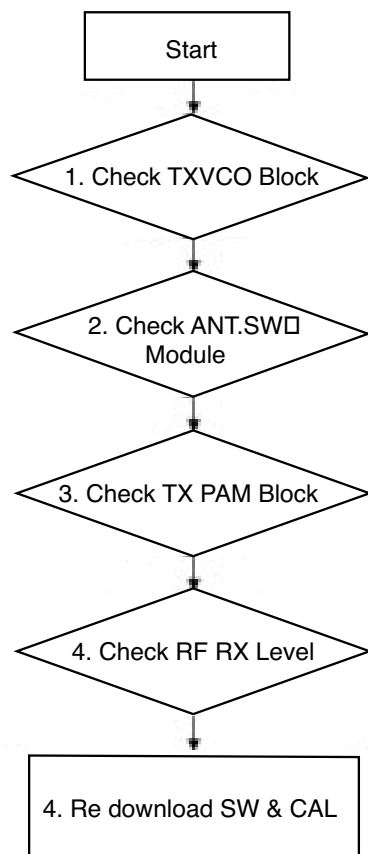 Start
1. Check TXVCO Block
2. Check ANT.SW□
Module
3. Check TX PAM Block
4. Check RF RX Level
4. Re download SW & CAL